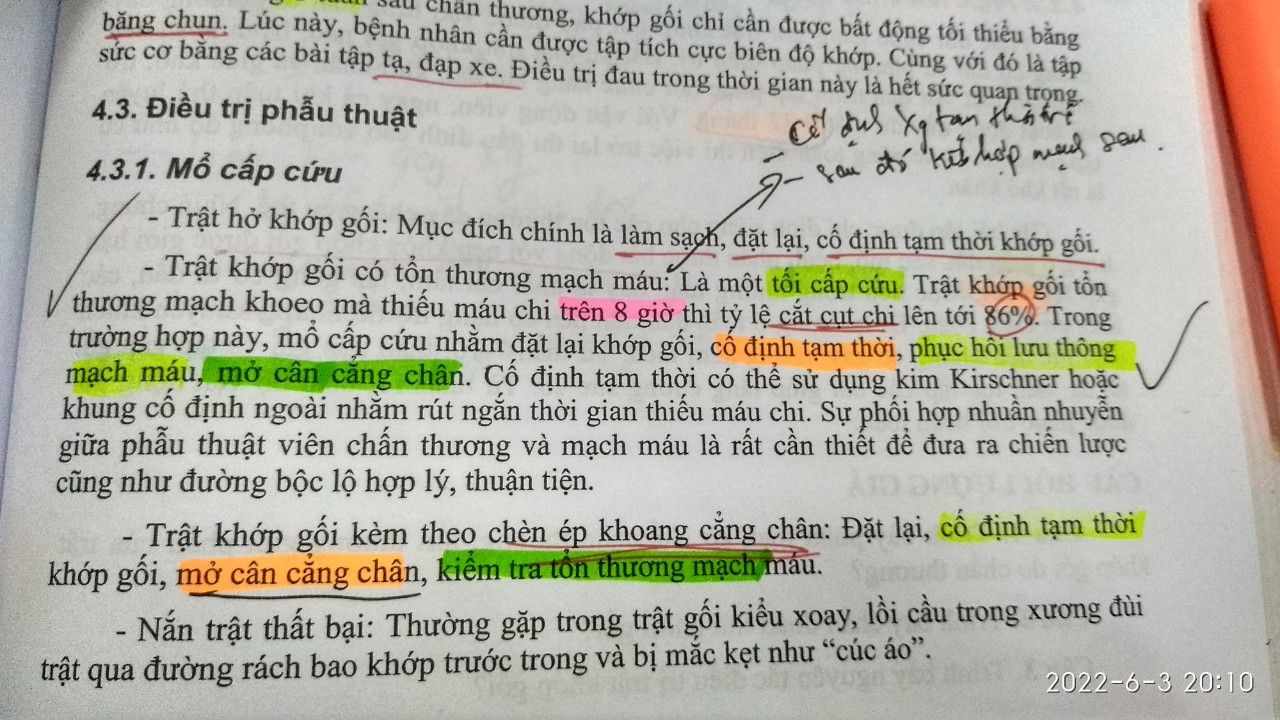 sau chấn thương, khớp gối chỉ cần được bất động tối thiểu bằng
băng chun. Lúc này, bệnh nhân cần được tập tích cực biên độ khớp. Cùng với đó là tập
sức cơ bằng các bài tập tạ, đạp xe. Điều trị đau trong thời gian này là hết sức quan trọng.
4.3. Điều trị phẫu thuật
- Cố định Xg
- sau đó kết hợp mạch sau.
4.3.1. Mổ cấp cứu
- Trật hở khớp gối: Mục đích chính là làm sạch, đặt lại, cố định tạm thời khớp gối.
- Trật khớp gối có tổn thương mạch máu: Là một tối cấp cứu. Trật khớp gối tổn
thương mạch khoeo mà thiếu máu chi trên 8 giờ thì tỷ lệ cắt cụt chi lên tới 86%. Trong
trường hợp này, mổ cấp cứu nhằm đặt lại khớp gối, cố định tạm thời, phục hồi lưu thông
mạch máu, mở cân cẳng chân. Cố định tạm thời có thể sử dụng kim Kirschner hoặc
khung cố định ngoài nhằm rút ngắn thời gian thiếu máu chi. Sự phối hợp nhuần nhuyễn
giữa phẫu thuật viên chấn thương và mạch máu là rất cần thiết để đưa ra chiến lược
cũng như đường bộc lộ hợp lý, thuận tiện.
- Trật khớp gối kèm theo chèn ép khoang cẳng chân: Đặt lại, cố định tạm thời
khớp gối, mở cân cẳng chân, kiểm tra tổn thương mạch máu.
- Nắn trật thất bại: Thường gặp trong trật gối kiểu xoay, lồi cầu trong xương đùi
trật qua đường rách bao khớp trước trong và bị mắc kẹt như “cúc áo”.
2022-6-3 20:10